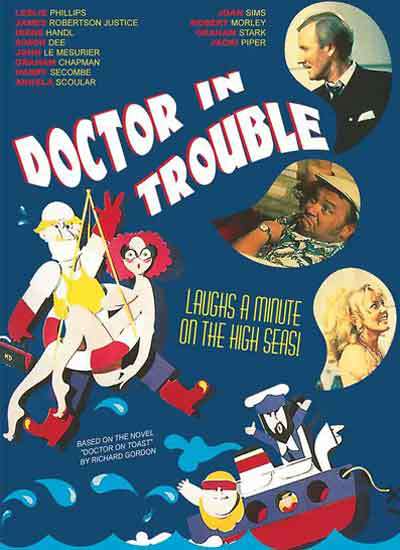 LESLIE PHILLIPS
JAMES ROBERTSON JUSTICE
IRENE HANDL
SIMON DEE
JOHN LE MESURIER
GRAHAM CHAPMAN
HARRY SECOMBE
ANGELA SCOULAR
JOAN SIMS
ROBERT MORLEY
GRAHAM STARK
JACKI PIPER
DOCTOR IN
TROUBLE
LAUGHS A MINUTE
ON THE HIGH SEAS!
MD
BASED ON THE NOVEL
"DOCTOR ON TOAST"
BY RICHARD GORDON